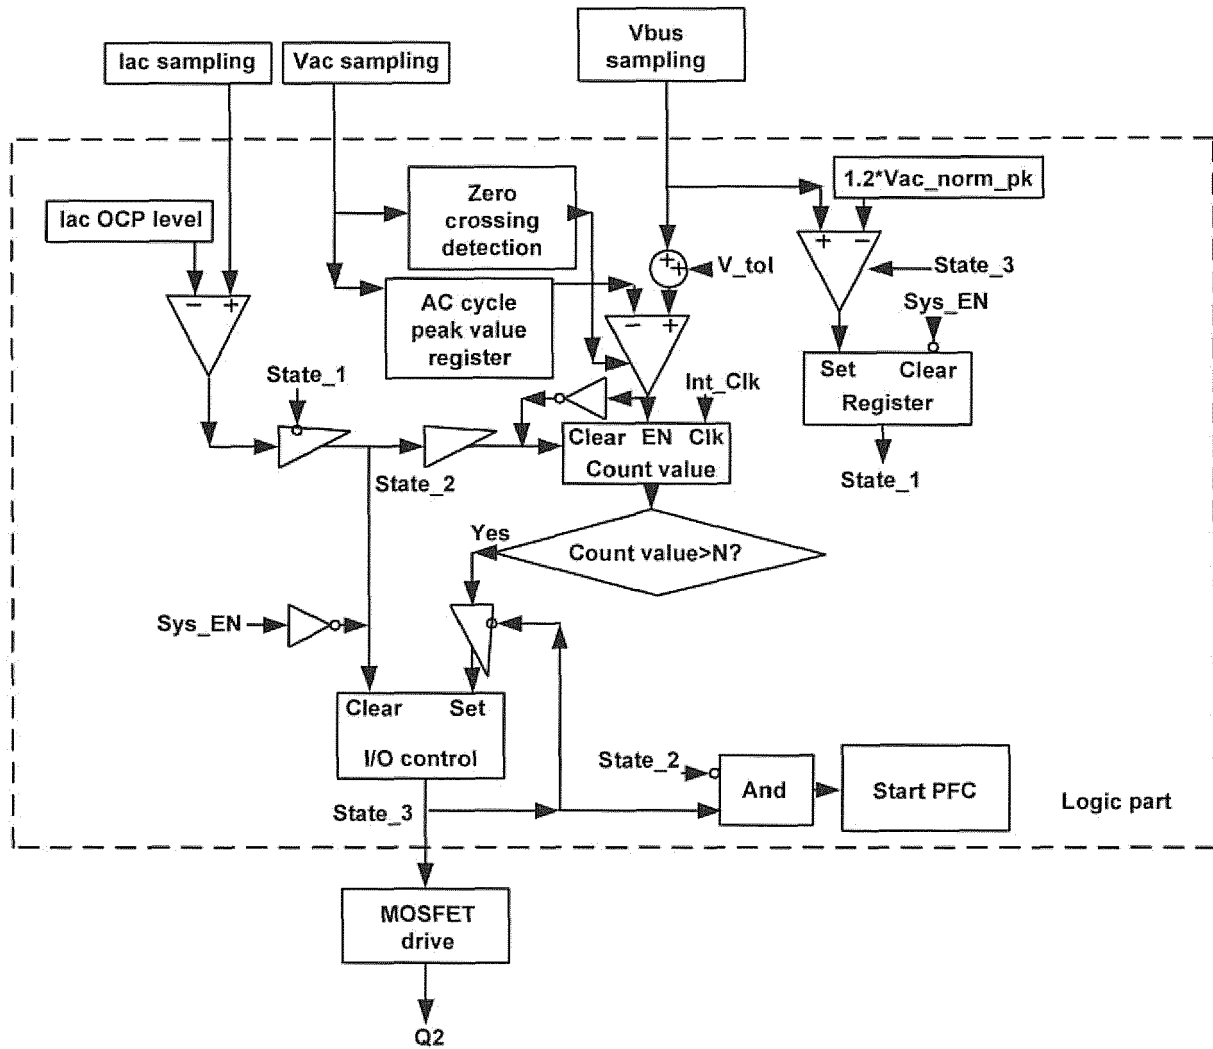 Iac sampling
Vac sampling
Vbus
sampling
1.2*Vac_norm_pk
Iac OCP level
Zero
crossing
detection
V_tol
+ −
State_3
Sys_EN
− +
AC cycle
peak value
register
− +
+
+
Set Clear
Register
State_1
State_1
Int_Clk
Clear EN Clk
Count value
State_2
Yes
Count value>N?
Sys_EN
Clear Set
I/O control
State_2
And
Start PFC
Logic part
State_3
MOSFET
drive
Q2